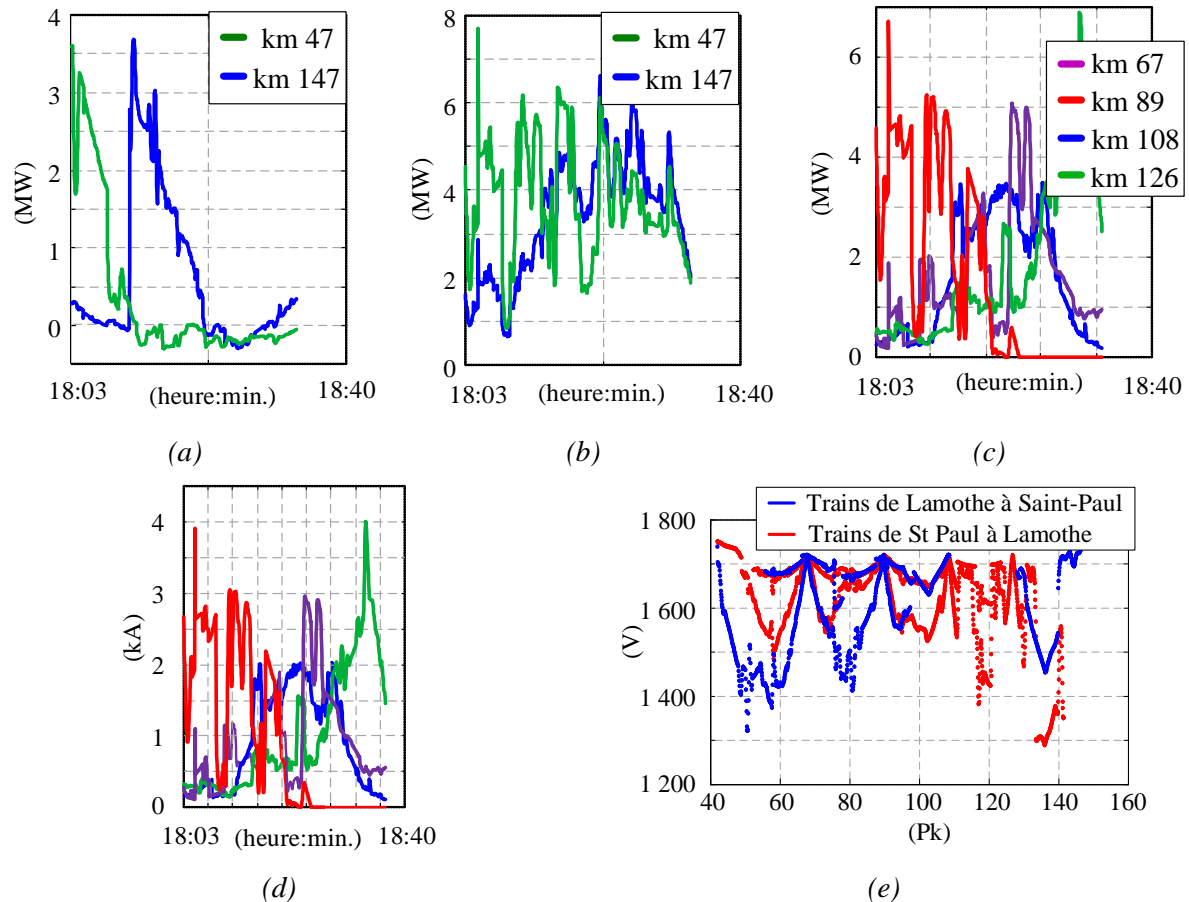 4
3
2
1
0
(MW)
km 47
km 147
18:03
(heure:min.)
18:40
(a)
8
6
4
2
0
(MW)
km 47
km 147
18:03
(heure:min.)
18:40
(b)
6
4
2
0
(MW)
km 67
km 89
km 108
km 126
18:03
(heure:min.)
18:40
(c)
4
3
2
1
0
(kA)
18:03
(heure:min.)
18:40
(d)
Trains de Lamothe à Saint-Paul
Trains de St Paul à Lamothe
1 800
1 600
1 400
1 200
(V)
40 60 80 100 120 140 160
(Pk)
(e)